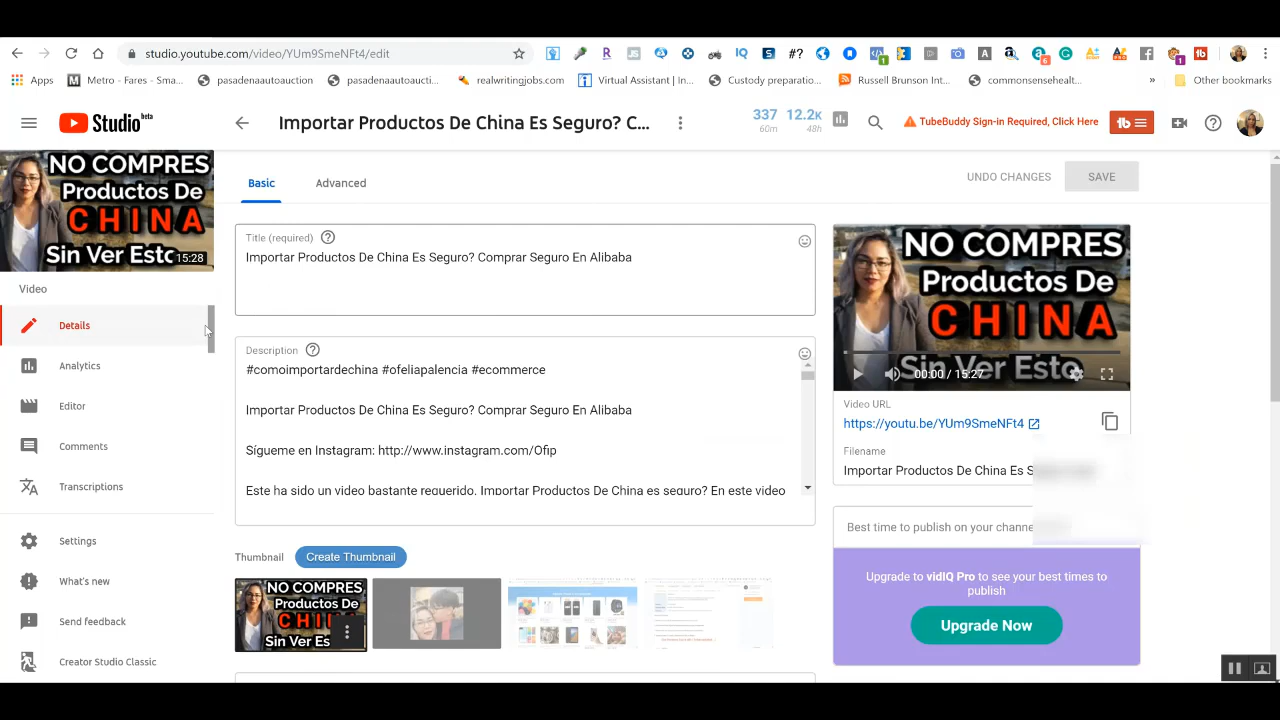 studio.youtube.com/video/YUm9SmeNFt4/edit
#?
IQ
1
6
1
Apps
Metro - Fares - Sma...
pasadenaautoauction
pasadenaautoaucti...
realwritingjobs.com
Virtual Assistant | In...
Custody preparatio...
Russell Brunson Int...
commonsensehealt...
»
Other bookmarks
Studio beta
Importar Productos De China Es Seguro? C...
337
60m
12.2K
48h
TubeBuddy Sign-in Required, Click Here
NO COMPRES
Productos De
CHINA
Sin Ver Esto
15:28
Video
Details
Analytics
Editor
Comments
Transcriptions
Settings
What's new
Send feedback
Creator Studio Classic
Basic
Advanced
UNDO CHANGES
SAVE
Title (required)
Importar Productos De China Es Seguro? Comprar Seguro En Alibaba
Description
#comoimportardechina #ofeliapalencia #ecommerce
Importar Productos De China Es Seguro? Comprar Seguro En Alibaba
Sígueme en Instagram: http://www.instagram.com/Ofip
Este ha sido un video bastante requerido. Importar Productos De China es seguro? En este video
Thumbnail
Create Thumbnail
NO COMPRES
Productos De
CHI
Sin Ver Es
NO COMPRES
Productos De
CHINA
Sin Ver Esto
00:00 / 15:27
Video URL
https://youtu.be/YUm9SmeNFt4
Filename
Importar Productos De China Es S
Best time to publish on your channe
Upgrade to vidIQ Pro to see your best times to
publish
Upgrade Now